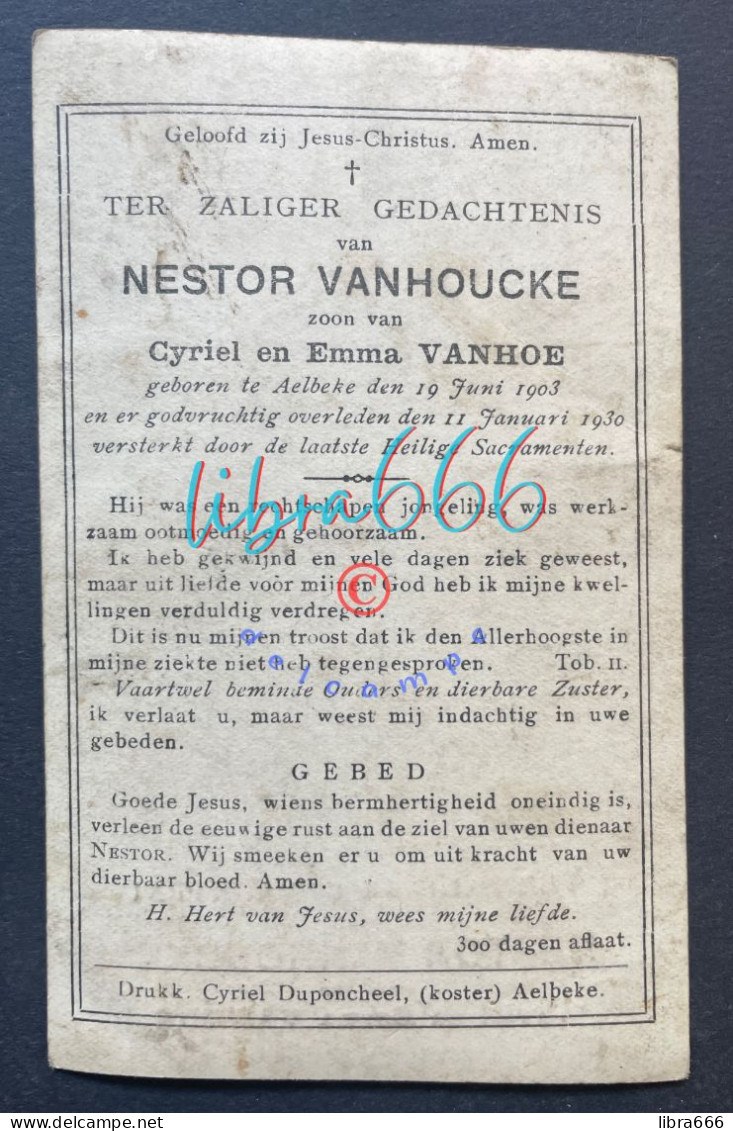 Geloofd zij Jesus-Christus. Amen.
†
TER ZALIGER GEDACHTENIS
van
NESTOR VANHOUCKE
zoon van
Cyriel en Emma VANHOE
geboren te Aelbeke den 19 Juni 1903
en er godvruchtig overleden den 11 Januari 1930
versterkt door de laatste Heilige Sacramenten.
libra666
Hij was een rechtschapen jongeling, was werk-
zaam ootmoedig en gehoorzaam.
Ik heb gekwijnd en vele dagen ziek geweest,
maar uit liefde voor mijnen God heb ik mijne kwel-
lingen verduldig verdregen.
©
Dit is nu mijnen troost dat ik den Allerhoogste in
mijne ziekte niet heb tegengesproken. Tob. II.
delcampe
Vaartwel beminde Ouders en dierbare Zuster,
ik verlaat u, maar weest mij indachtig in uwe
gebeden.
GEBED
Goede Jesus, wiens bermhertigheid oneindig is,
verleen de eeuwige rust aan de ziel van uwen dienaar
NESTOR. Wij smeeken er u om uit kracht van uw
dierbaar bloed. Amen.
H. Hert van Jesus, wees mijne liefde.
300 dagen aflaat.
Drukk. Cyriel Duponcheel, (koster) Aelbeke.
libra666